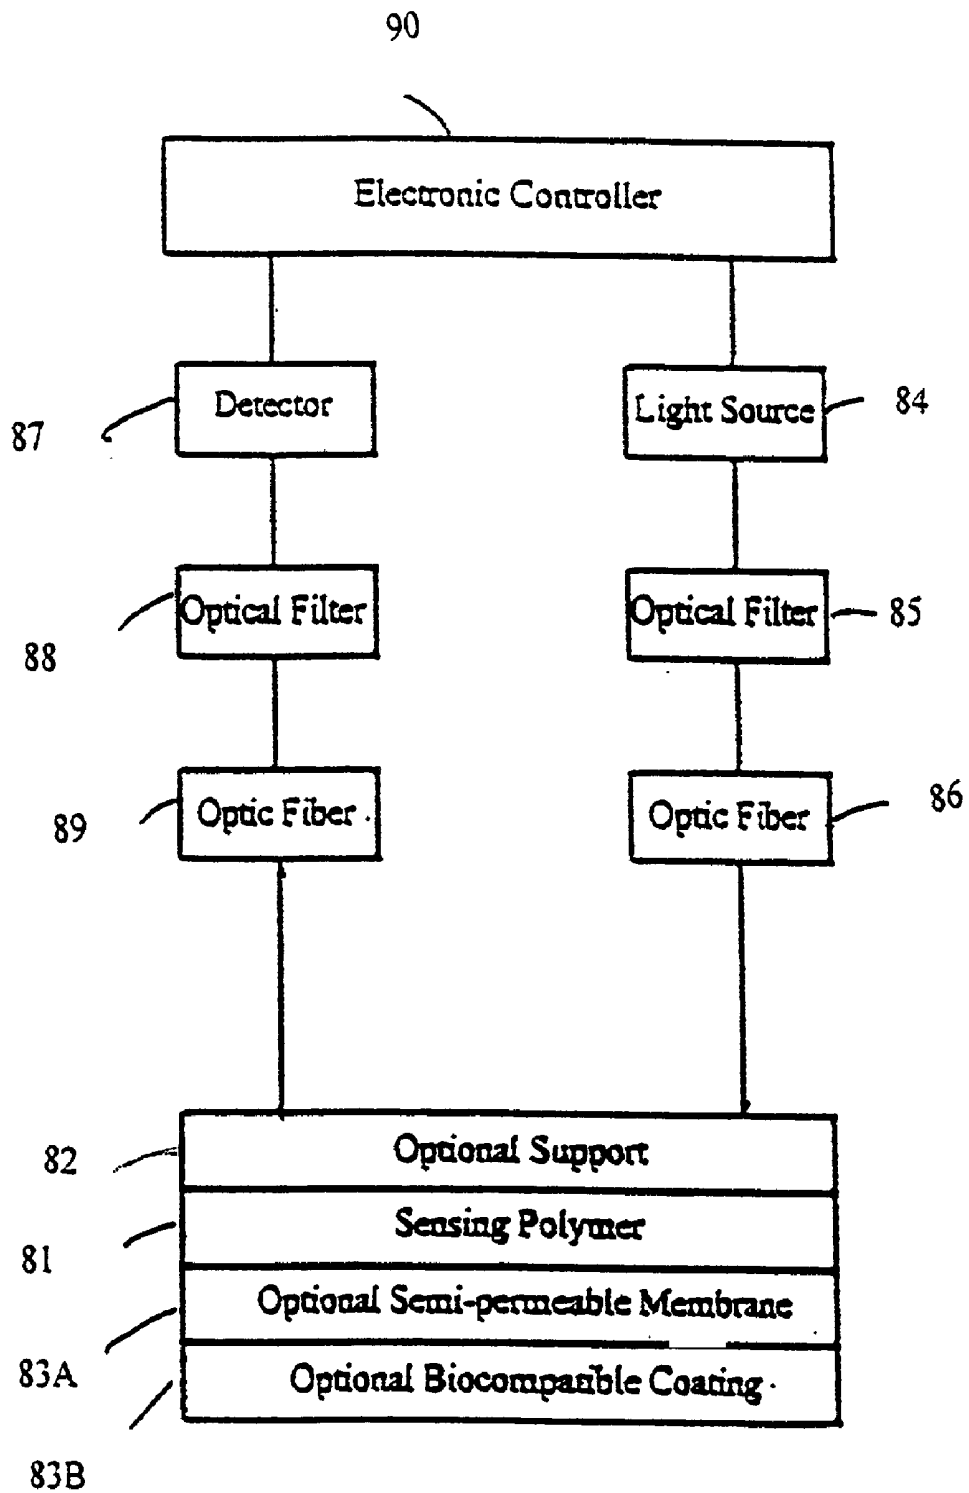 90
Electronic Controller
Detector
Light Source
84
87
Optical Filter
Optical Filter
85
88
Optic Fiber
Optic Fiber
86
89
Optional Support
82
Sensing Polymer
81
Optional Semi-permeable Membrane
83A
Optional Biocompatible Coating
83B